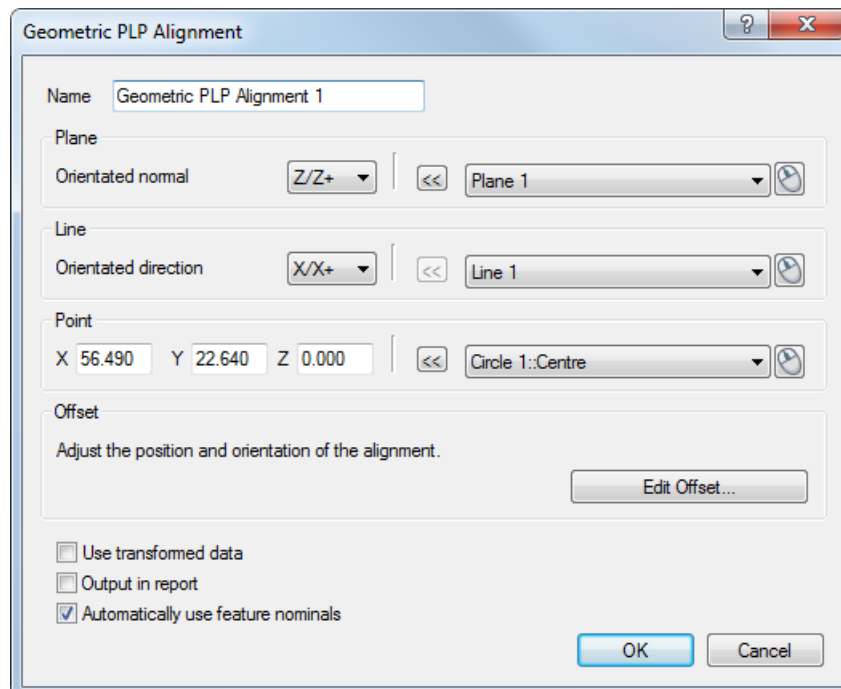 Geometric PLP Alignment
?
X
Name Geometric PLP Alignment 1
Plane
Orientated normal Z/Z+ << Plane 1
Line
Orientated direction X/X+ << Line 1
Point
X 56.490 Y 22.640 Z 0.000 << Circle 1::Centre
Offset
Adjust the position and orientation of the alignment.
Edit Offset...
Use transformed data
Output in report
Automatically use feature nominals
OK Cancel